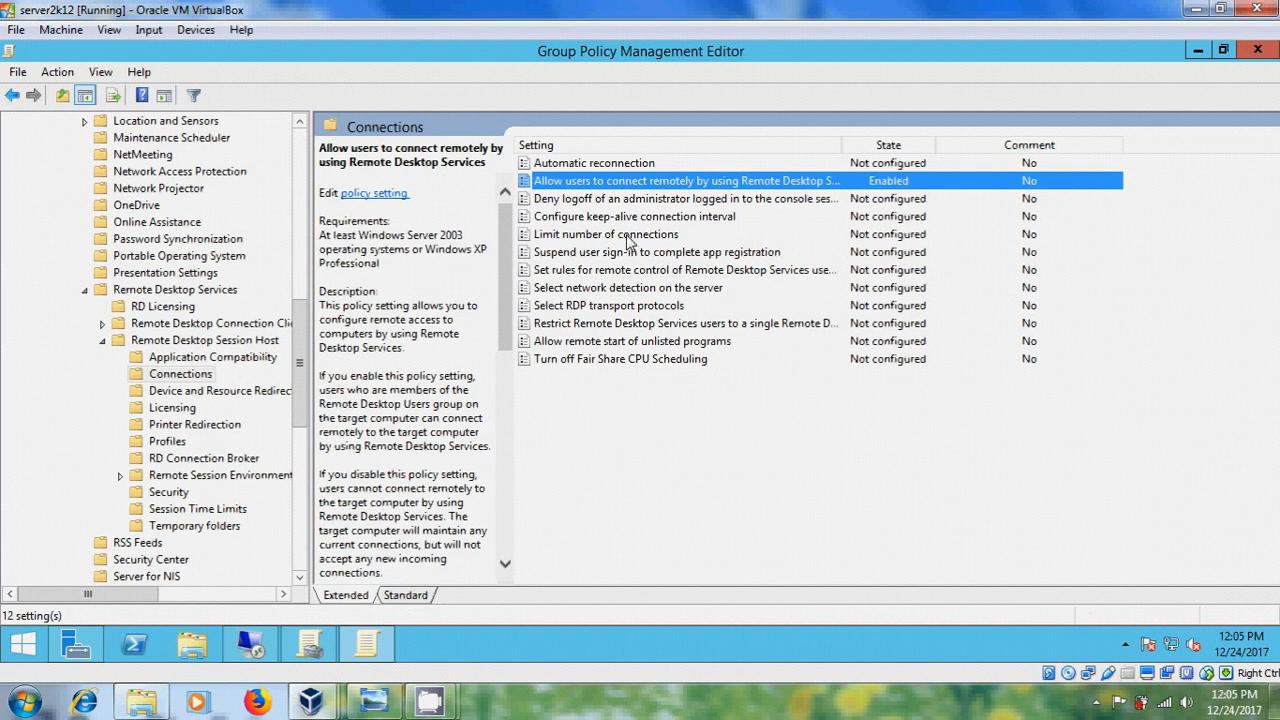 server2k12 [Running] - Oracle VM VirtualBox
File Machine View Input Devices Help
Group Policy Management Editor
File Action View Help
Location and Sensors
Maintenance Scheduler
NetMeeting
Network Access Protection
Network Projector
OneDrive
Online Assistance
Password Synchronization
Portable Operating System
Presentation Settings
Remote Desktop Services
RD Licensing
Remote Desktop Connection Clie
Remote Desktop Session Host
Application Compatibility
Connections
Device and Resource Redirec
Licensing
Printer Redirection
Profiles
RD Connection Broker
Remote Session Environment
Security
Session Time Limits
Temporary folders
RSS Feeds
Security Center
Server for NIS
Connections
Allow users to connect remotely by
using Remote Desktop Services
Edit policy setting
Requirements:
At least Windows Server 2003
operating systems or Windows XP
Professional
Description:
This policy setting allows you to
configure remote access to
computers by using Remote
Desktop Services.
If you enable this policy setting,
users who are members of the
Remote Desktop Users group on
the target computer can connect
remotely to the target computer
by using Remote Desktop Services.
If you disable this policy setting,
users cannot connect remotely to
the target computer by using
Remote Desktop Services. The
target computer will maintain any
current connections, but will not
accept any new incoming
connections.
Setting State Comment
Automatic reconnection Not configured No
Allow users to connect remotely by using Remote Desktop S... Enabled No
Deny logoff of an administrator logged in to the console ses... Not configured No
Configure keep-alive connection interval Not configured No
Limit number of connections Not configured No
Suspend user sign-in to complete app registration Not configured No
Set rules for remote control of Remote Desktop Services use... Not configured No
Select network detection on the server Not configured No
Select RDP transport protocols Not configured No
Restrict Remote Desktop Services users to a single Remote D... Not configured No
Allow remote start of unlisted programs Not configured No
Turn off Fair Share CPU Scheduling Not configured No
Extended Standard
12 setting(s)
12:05 PM
12/24/2017
Right Ctrl
12:05 PM
12/24/2017